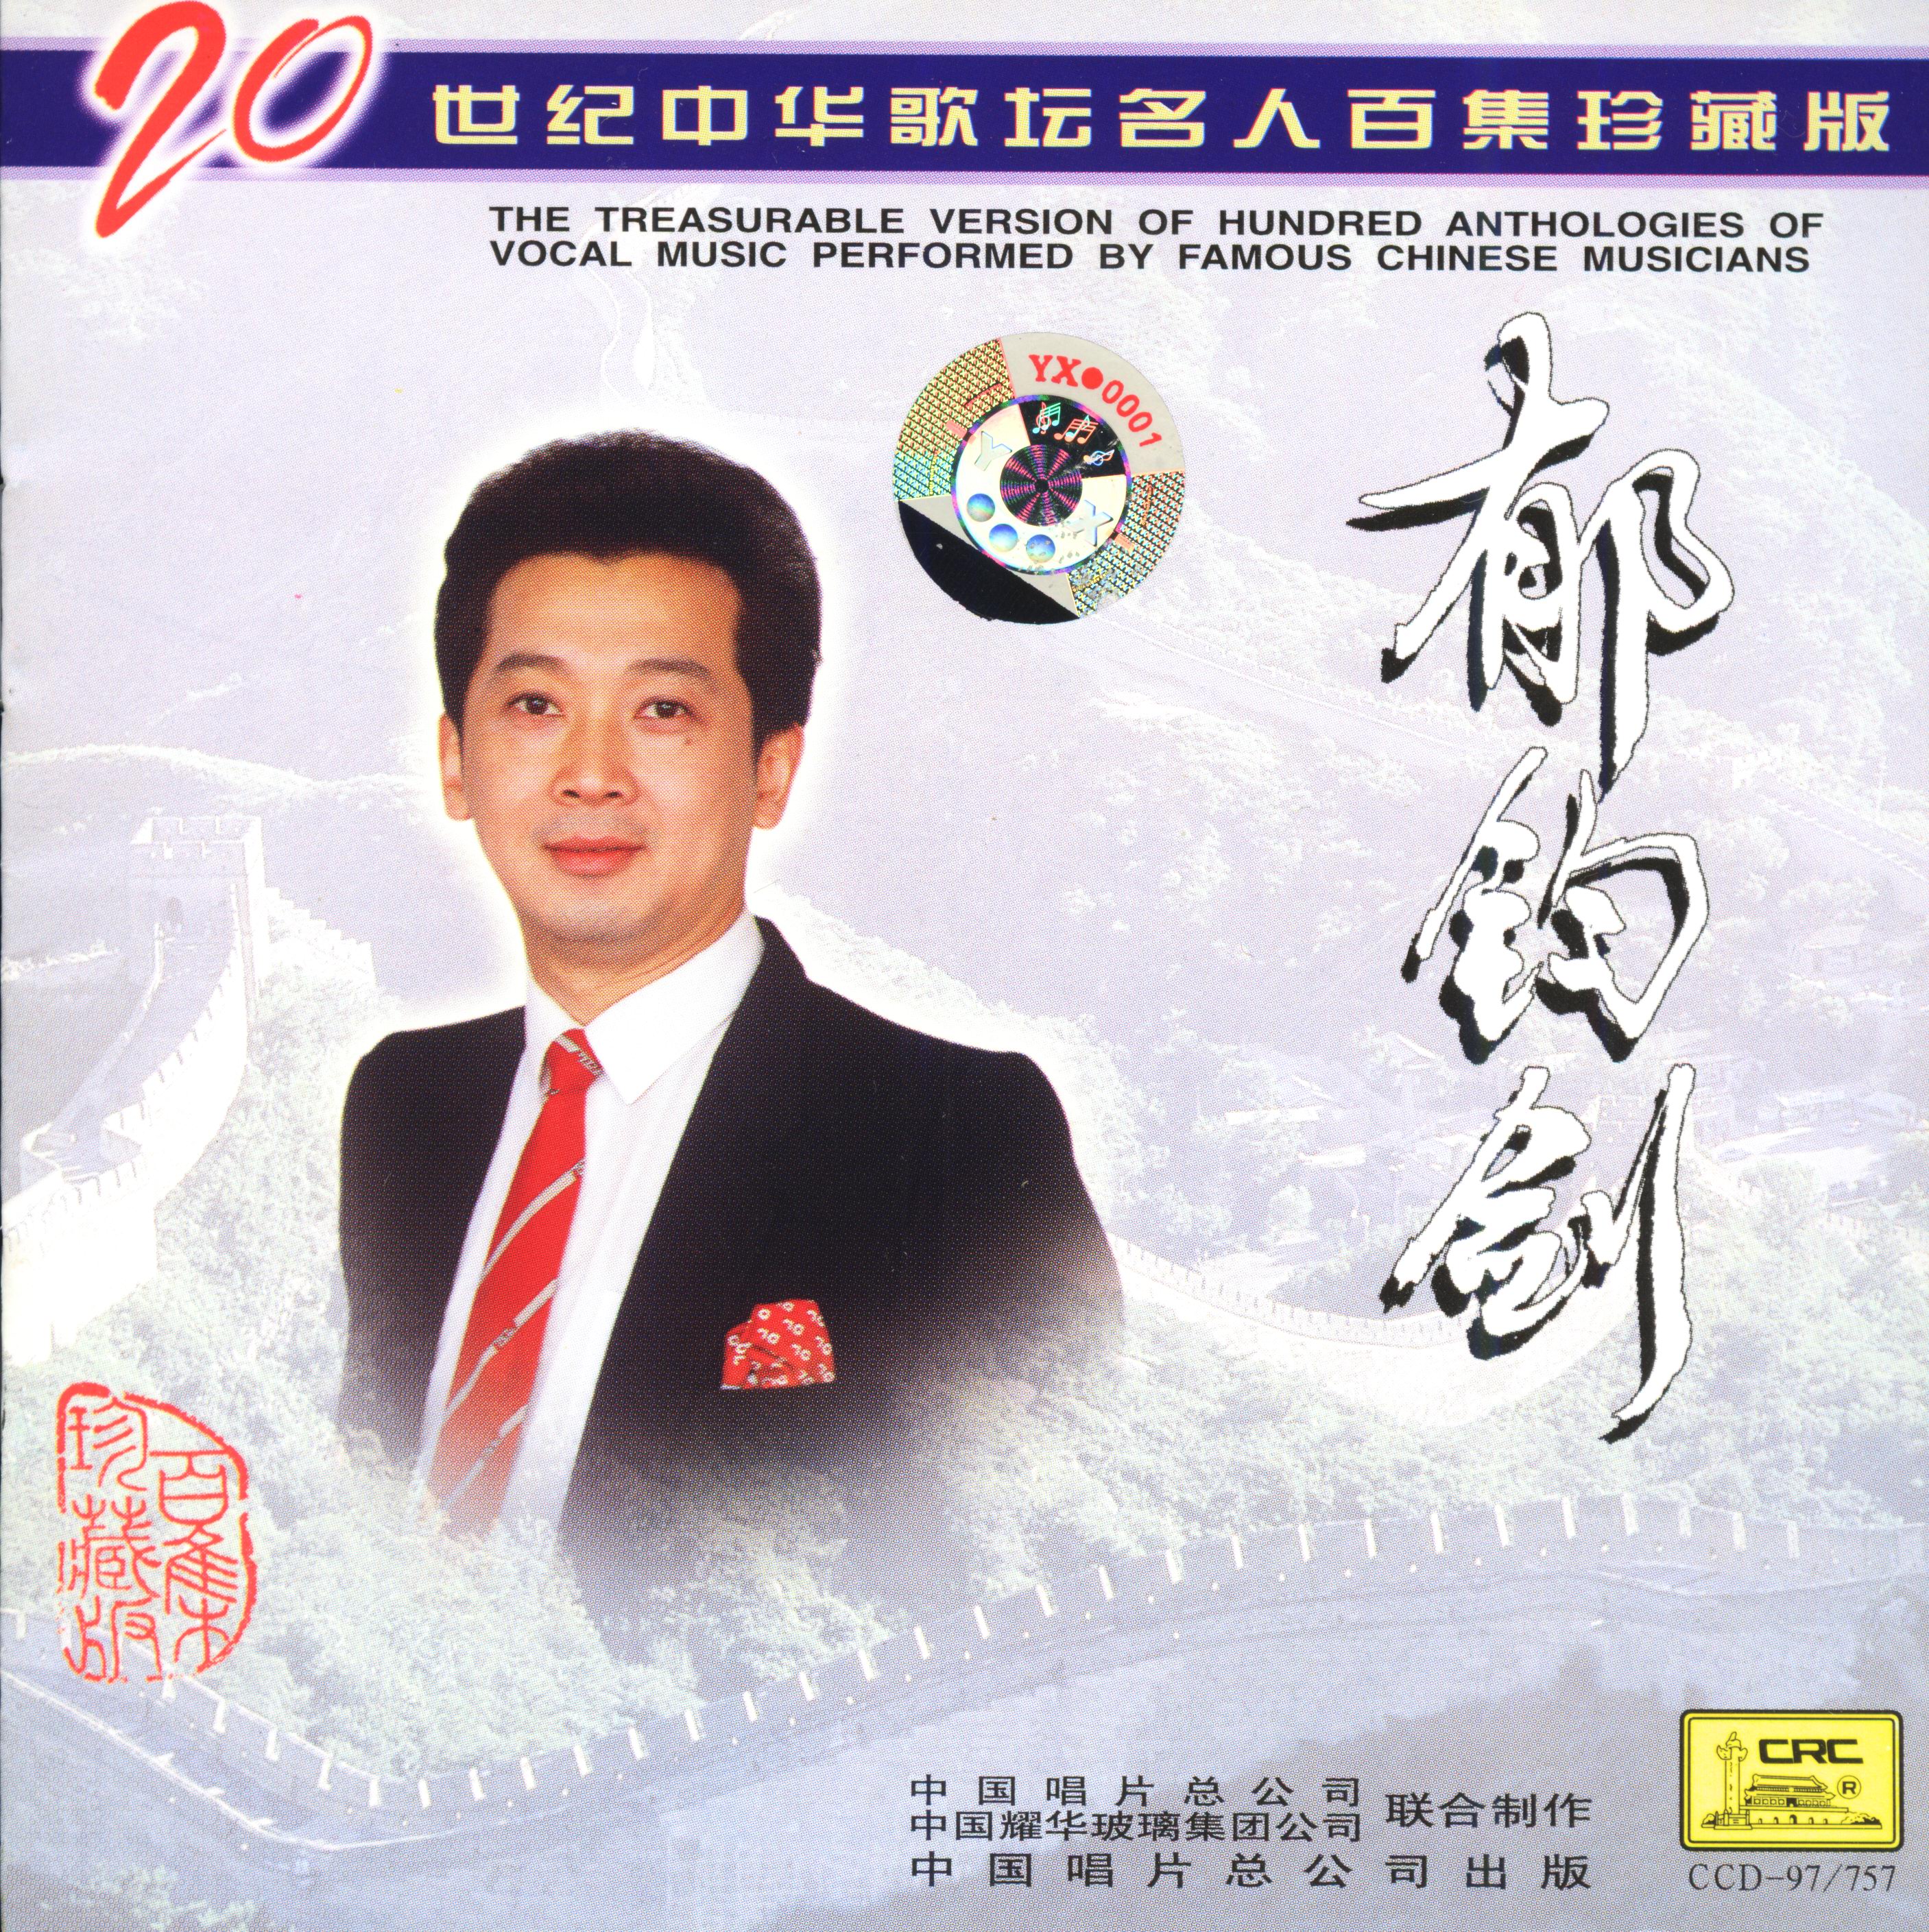 20世纪中华歌坛名人百集珍藏版
THE TREASURABLE VERSION OF HUNDRED ANTHOLOGIES OF
VOCAL MUSIC PERFORMED BY FAMOUS CHINESE MUSICIANS
YX●0001
YX
郁钧剑
百集
珍藏版
中国唱片总公司
中国耀华玻璃集团公司
联合制作
中国唱片总公司出版
CRC
®
CCD-97/757